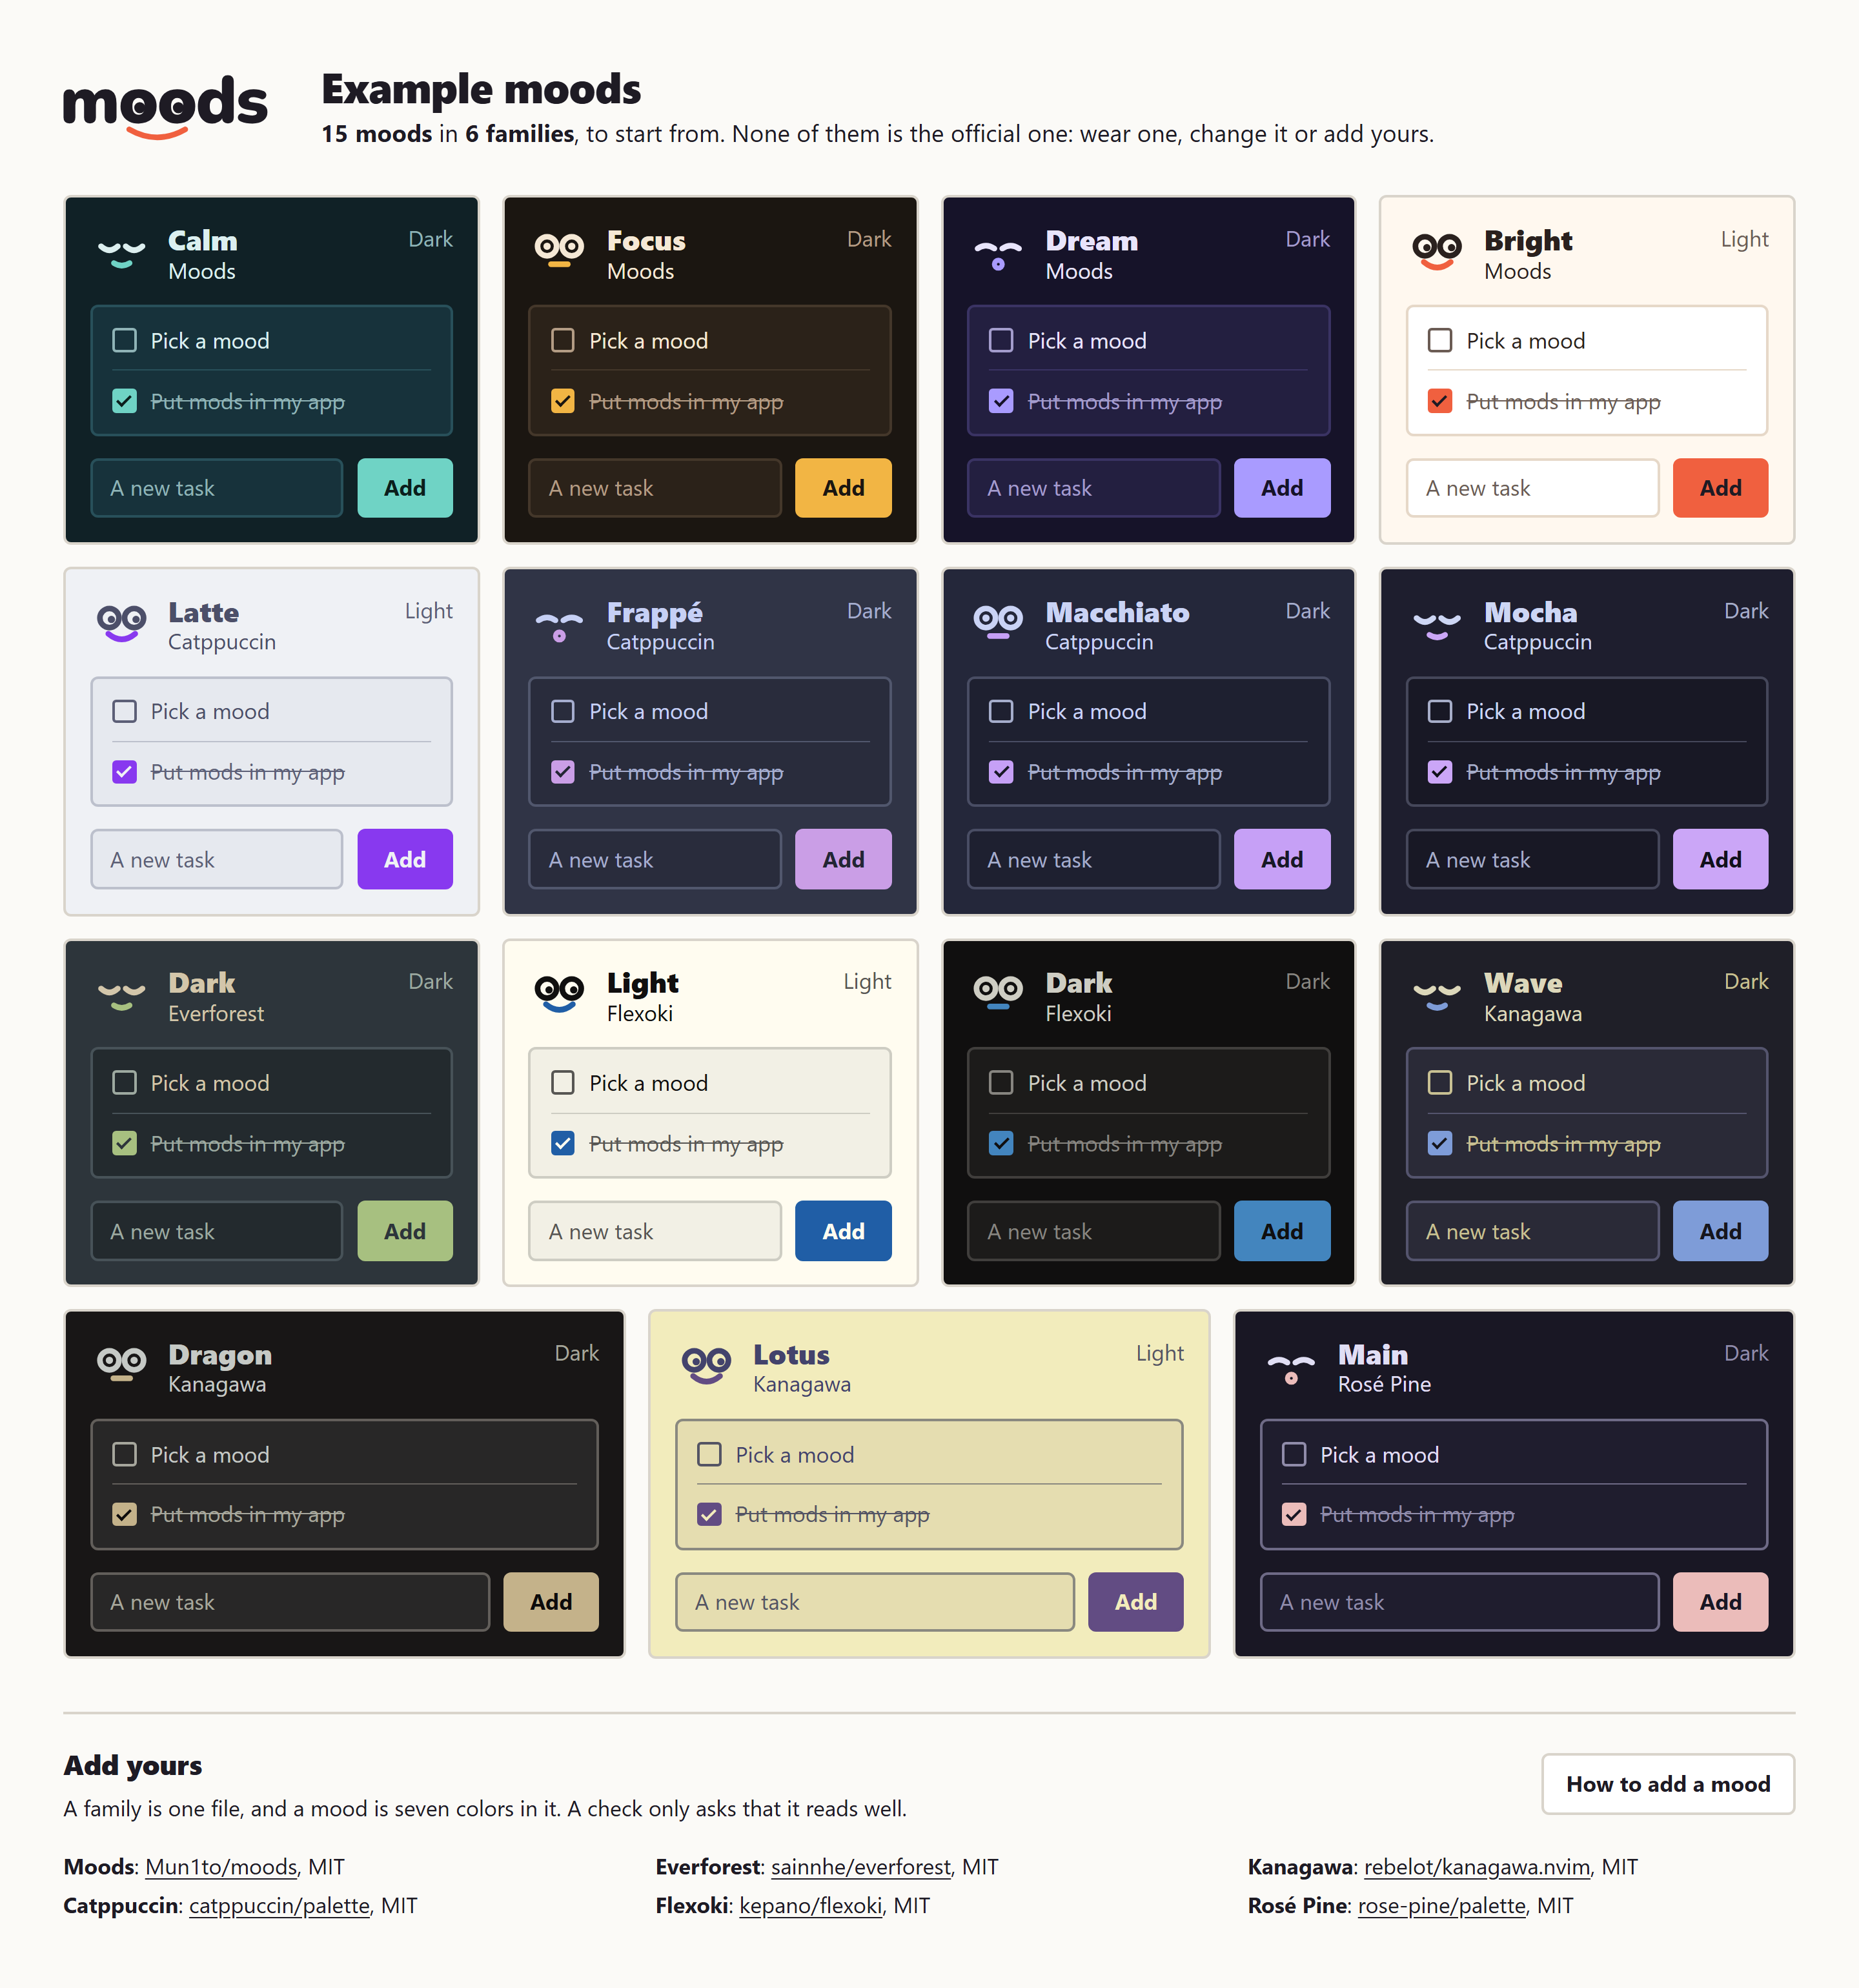 moods
Example moods
15 moods in 6 families, to start from. None of them is the official one: wear one, change it or add yours.
Calm
Dark
Moods
Pick a mood
Put mods in my app
A new task
Add
Focus
Dark
Moods
Pick a mood
Put mods in my app
A new task
Add
Dream
Dark
Moods
Pick a mood
Put mods in my app
A new task
Add
Bright
Light
Moods
Pick a mood
Put mods in my app
A new task
Add
Latte
Light
Catppuccin
Pick a mood
Put mods in my app
A new task
Add
Frappé
Dark
Catppuccin
Pick a mood
Put mods in my app
A new task
Add
Macchiato
Dark
Catppuccin
Pick a mood
Put mods in my app
A new task
Add
Mocha
Dark
Catppuccin
Pick a mood
Put mods in my app
A new task
Add
Dark
Dark
Everforest
Pick a mood
Put mods in my app
A new task
Add
Light
Light
Flexoki
Pick a mood
Put mods in my app
A new task
Add
Dark
Dark
Flexoki
Pick a mood
Put mods in my app
A new task
Add
Wave
Dark
Kanagawa
Pick a mood
Put mods in my app
A new task
Add
Dragon
Dark
Kanagawa
Pick a mood
Put mods in my app
A new task
Add
Lotus
Light
Kanagawa
Pick a mood
Put mods in my app
A new task
Add
Main
Dark
Rosé Pine
Pick a mood
Put mods in my app
A new task
Add
Add yours
A family is one file, and a mood is seven colors in it. A check only asks that it reads well.
How to add a mood
Moods: Mun1to/moods, MIT
Everforest: sainnhe/everforest, MIT
Kanagawa: rebelot/kanagawa.nvim, MIT
Catppuccin: catppuccin/palette, MIT
Flexoki: kepano/flexoki, MIT
Rosé Pine: rose-pine/palette, MIT